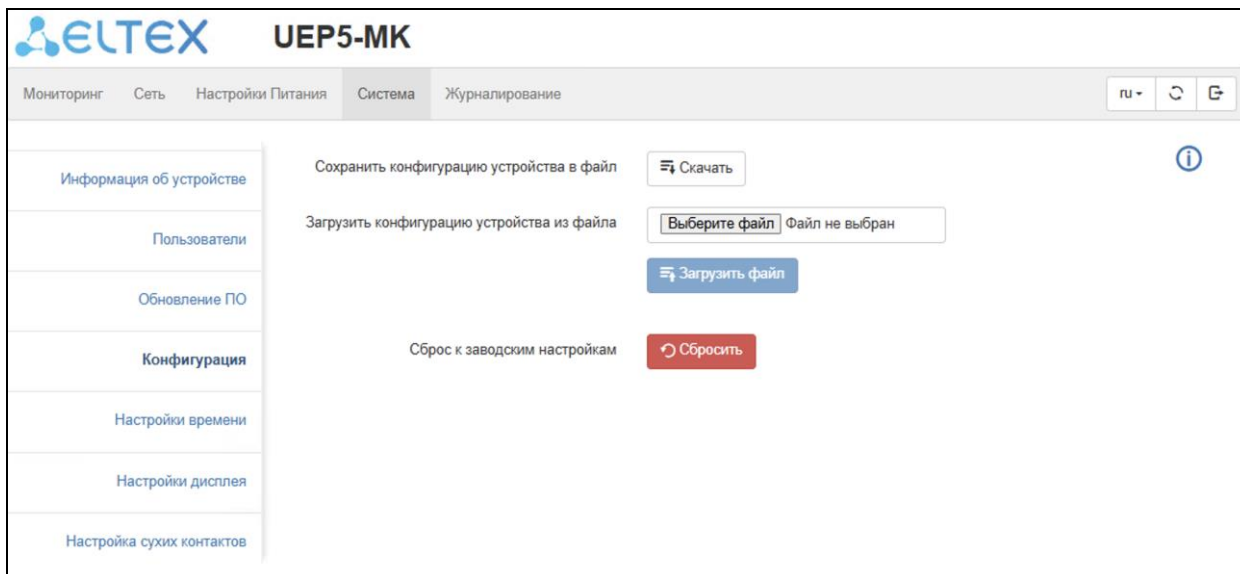 ELTEX UEP5-MK
Мониторинг Сеть Настройки Питания Система Журналирование ru
Информация об устройстве
Сохранить конфигурацию устройства в файл Скачать
Пользователи
Загрузить конфигурацию устройства из файла Выберите файл Файл не выбран
Обновление ПО
Загрузить файл
Конфигурация
Сброс к заводским настройкам Сбросить
Настройки времени
Настройки дисплея
Настройка сухих контактов